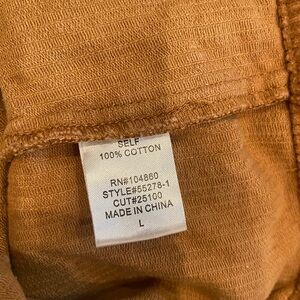 SELF
100% COTTON
RN#104860
STYLE#55278-1
CUT#25100
MADE IN CHINA
L